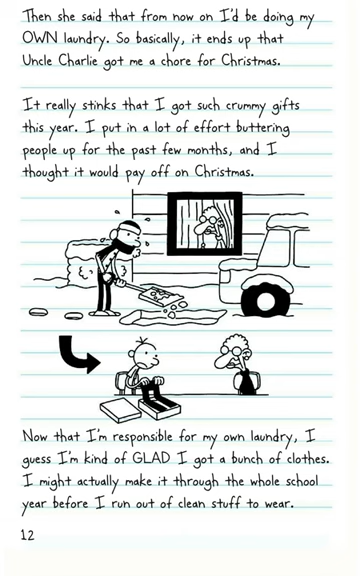 Then she said that from now on I'd be doing my
OWN laundry. So basically, it ends up that
Uncle Charlie got me a chore for Christmas.
It really stinks that I got such crummy gifts
this year. I put in a lot of effort buttering
people up for the past few months, and I
thought it would pay off on Christmas.
Now that I'm responsible for my own laundry, I
guess I'm kind of GLAD I got a bunch of clothes.
I might actually make it through the whole school
year before I run out of clean stuff to wear.
12